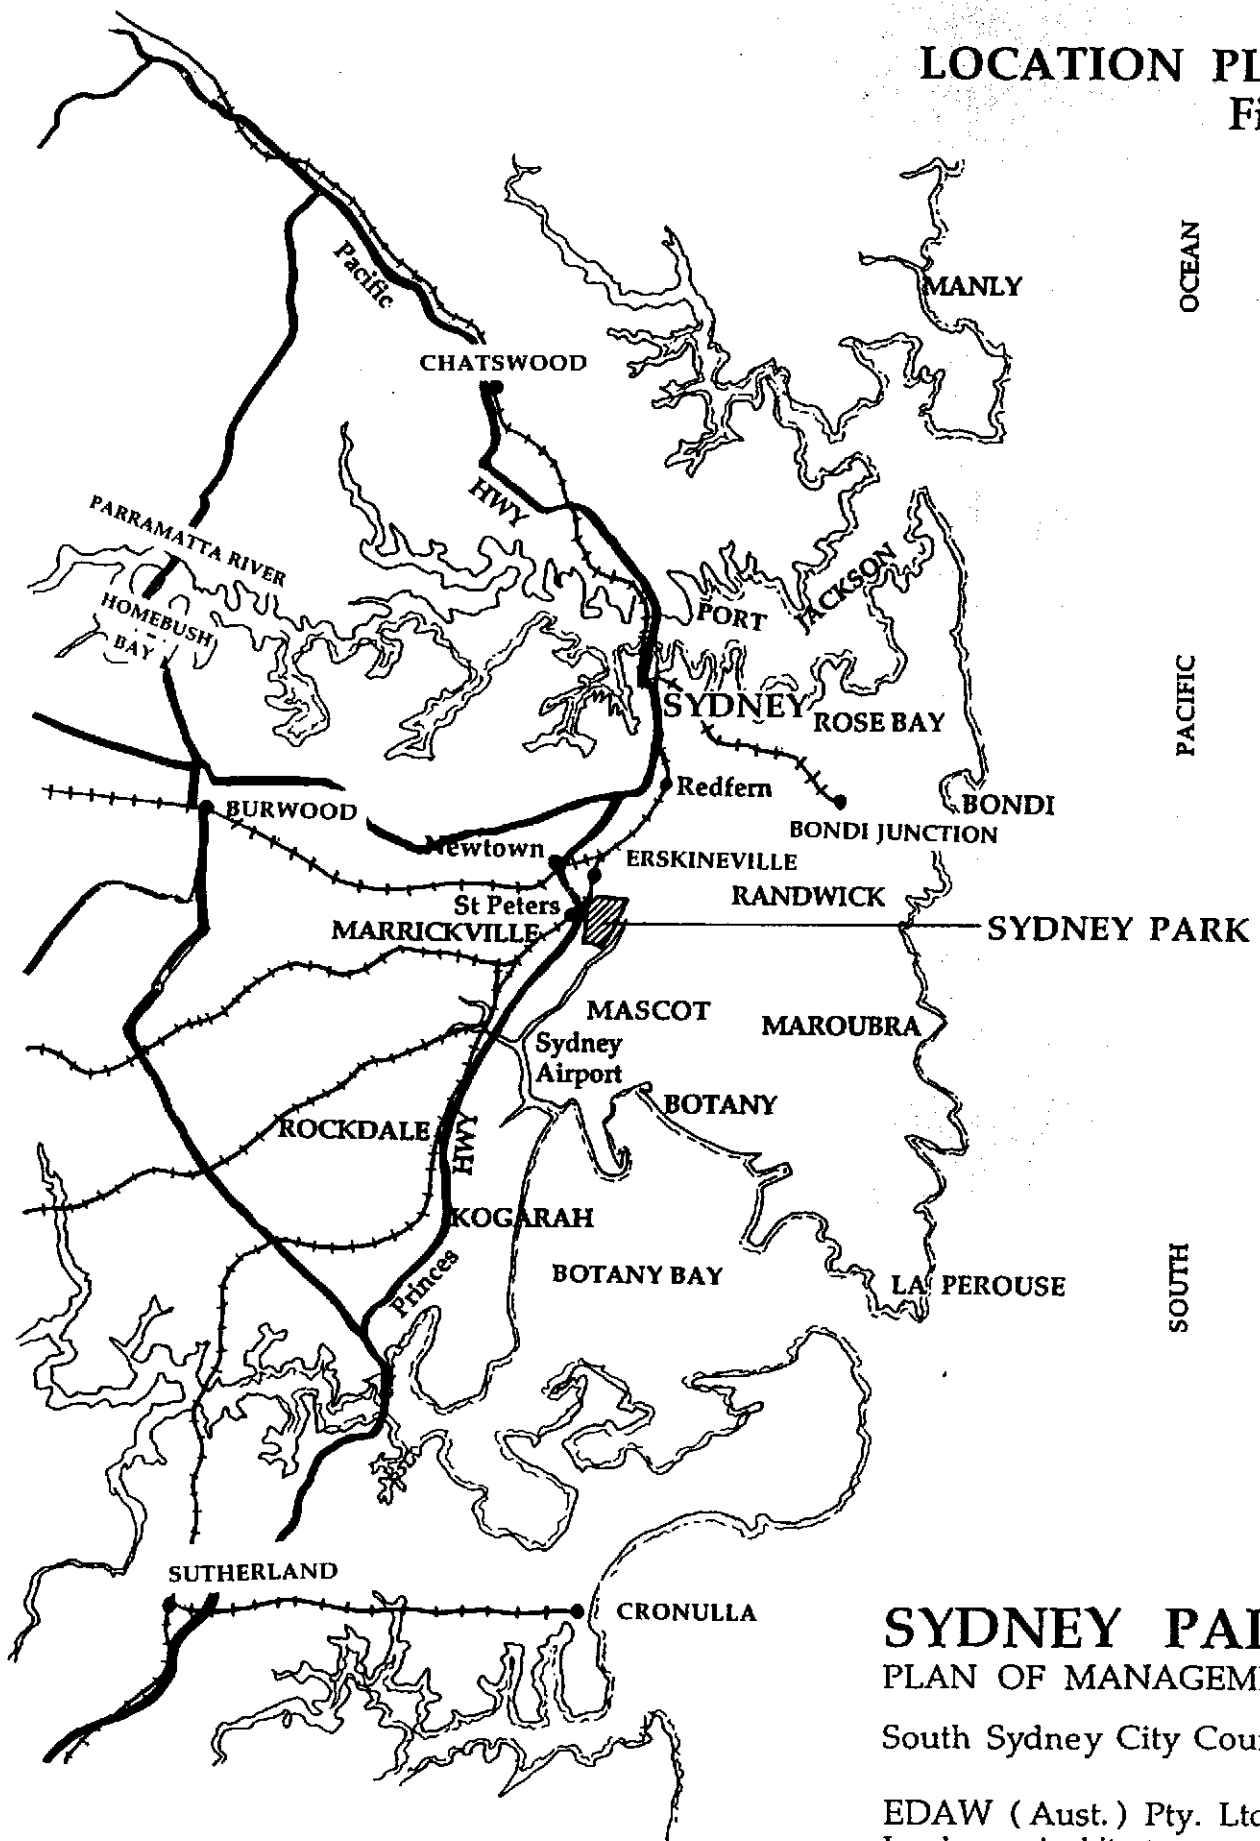 LOCATION PL
Fi
OCEAN
MANLY
Pacific
CHATSWOOD
HWY
PARRAMATTA RIVER
HOMEBUSH
BAY
PORT JACKSON
SYDNEY
ROSE BAY
PACIFIC
Redfern
BURWOOD
BONDI
BONDI JUNCTION
Newtown
ERSKINEVILLE
RANDWICK
St Peters
MARRICKVILLE
SYDNEY PARK
MASCOT
MAROUBRA
Sydney
Airport
BOTANY
ROCKDALE
HWY
KOGARAH
Princes
BOTANY BAY
LA PEROUSE
SOUTH
SUTHERLAND
CRONULLA
SYDNEY PA
PLAN OF MANAGEM
South Sydney City Cou
EDAW (Aust.) Pty. Ltd